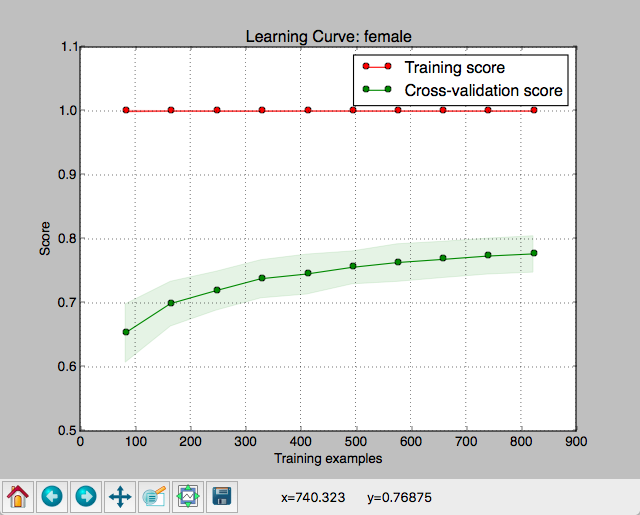 Learning Curve: female
1.1
1.0
0.9
0.8
0.7
0.6
0.5
Score
Training score
Cross-validation score
0 100 200 300 400 500 600 700 800 900
Training examples
x=740.323 y=0.76875